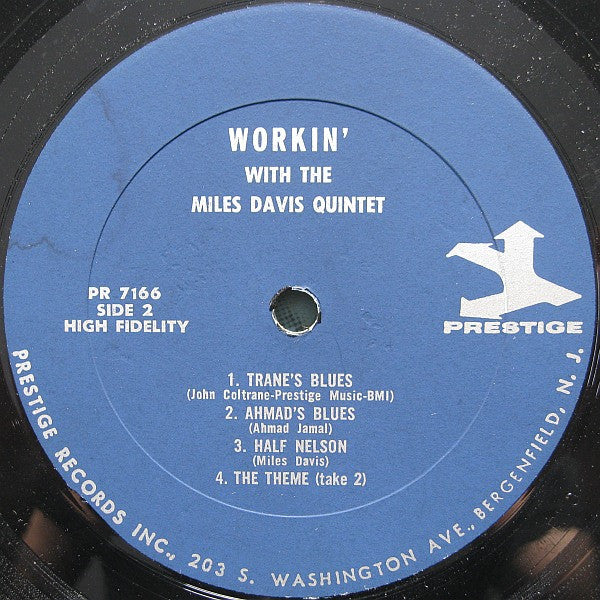 WORKIN'
WITH THE
MILES DAVIS QUINTET
PR 7166
SIDE 2
HIGH FIDELITY
PRESTIGE
1. TRANE'S BLUES
(John Coltrane-Prestige Music-BMI)
2. AHMAD'S BLUES
(Ahmad Jamal)
3. HALF NELSON
(Miles Davis)
4. THE THEME (take 2)
PRESTIGE RECORDS INC., 203 S. WASHINGTON AVE., BERGENFIELD, N. J.